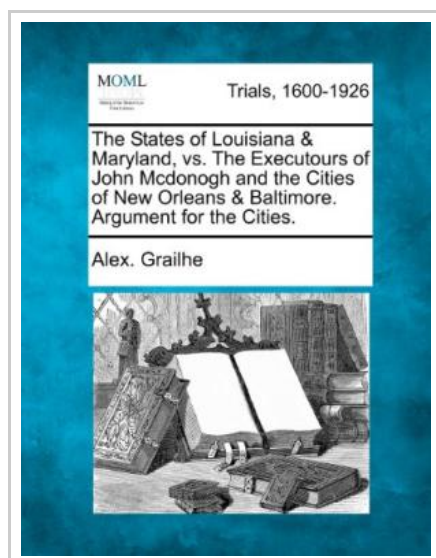 MOML
Trials, 1600-1926
The States of Louisiana &
Maryland, vs. The Executours of
John Mcdonogh and the Cities
of New Orleans & Baltimore.
Argument for the Cities.
Alex. Grailhe